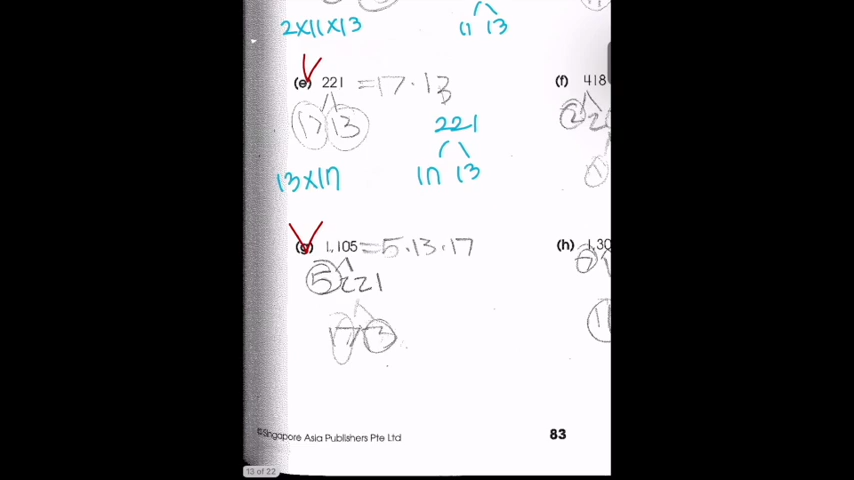 2x11x13
11 13
(e) 221 =17·13
17 13
221
17 13
13x17
(f) 418
2
(g) 1,105 =5·13·17
5 221
17 13
(h) 1,30
©Singapore Asia Publishers Pte Ltd
83
13 of 22